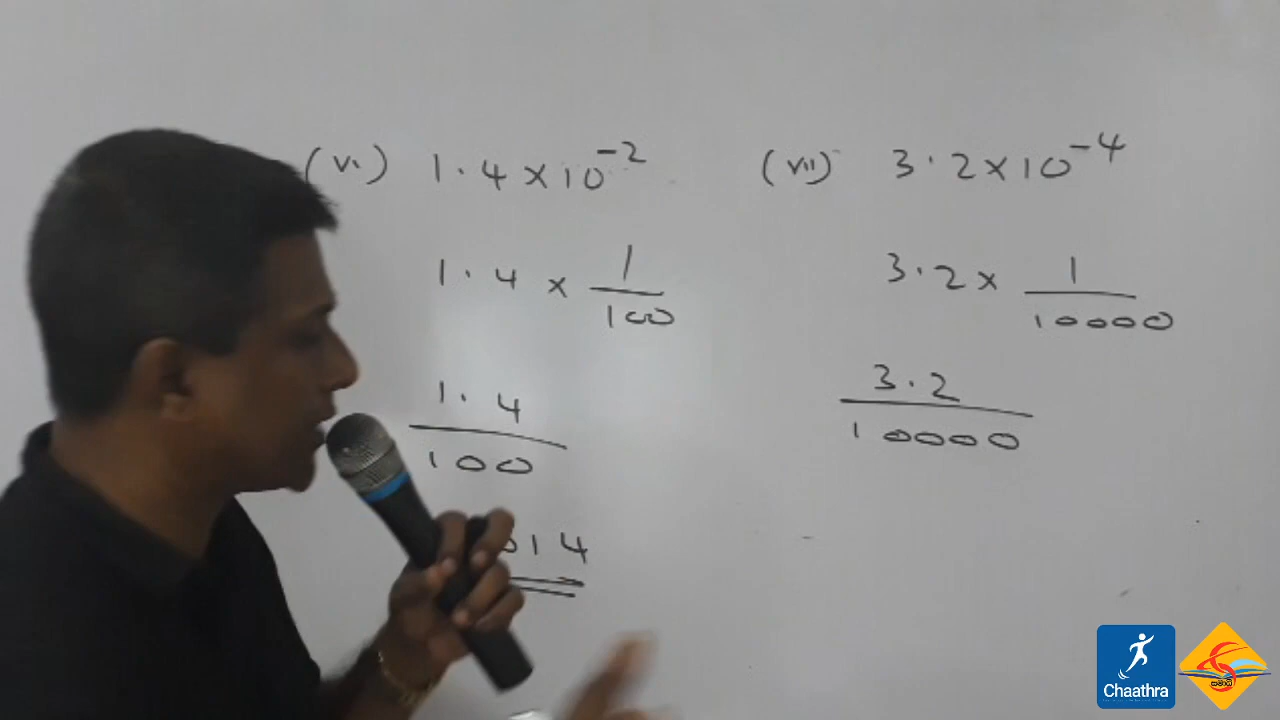 (vi) 1.4 × 10⁻²
1.4 × 1/100
1.4/100
014
(vii) 3.2 × 10⁻⁴
3.2 × 1/10000
3.2/10000
Chaathra